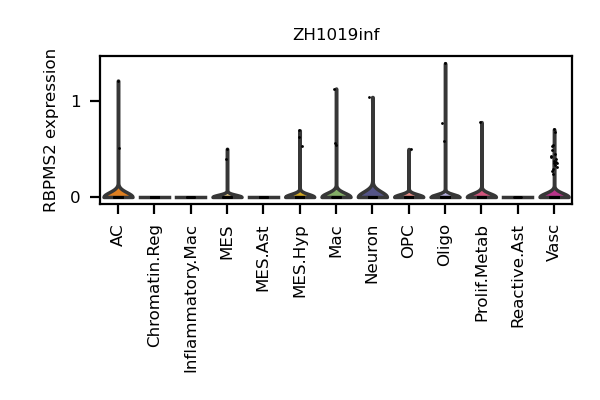 ZH1019inf
RBPMS2 expression
1
0
AC
Chromatin.Reg
Inflammatory.Mac
MES
MES.Ast
MES.Hyp
Mac
Neuron
OPC
Oligo
Prolif.Metab
Reactive.Ast
Vasc